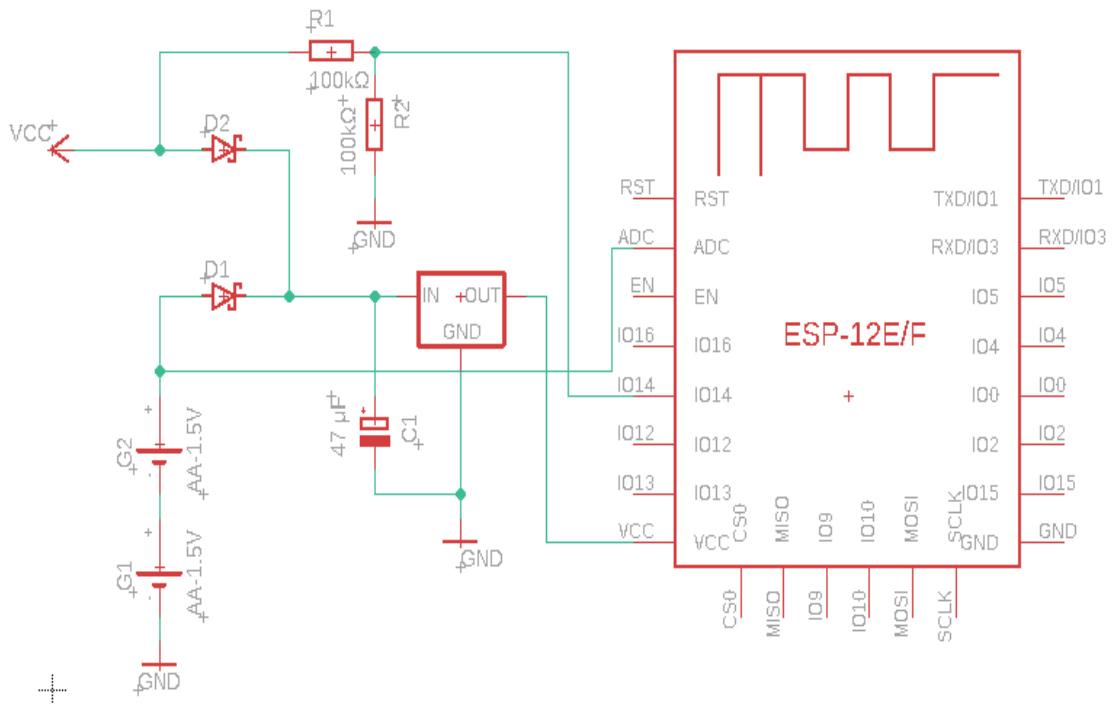 R1
100kΩ
100kΩ
R2
GND
VCC
D2
D1
IN
OUT
GND
47 µF
C1
GND
G2
AA-1.5V
G1
AA-1.5V
GND
ESP-12E/F
RST
RST
ADC
ADC
EN
EN
IO16
IO16
IO14
IO14
IO12
IO12
IO13
IO13
VCC
VCC
TXD/IO1
TXD/IO1
RXD/IO3
RXD/IO3
IO5
IO5
IO4
IO4
IO0
IO0
IO2
IO2
IO15
IO15
GND
GND
CS0
MISO
IO9
IO10
MOSI
SCLK
CS0
MISO
IO9
IO10
MOSI
SCLK